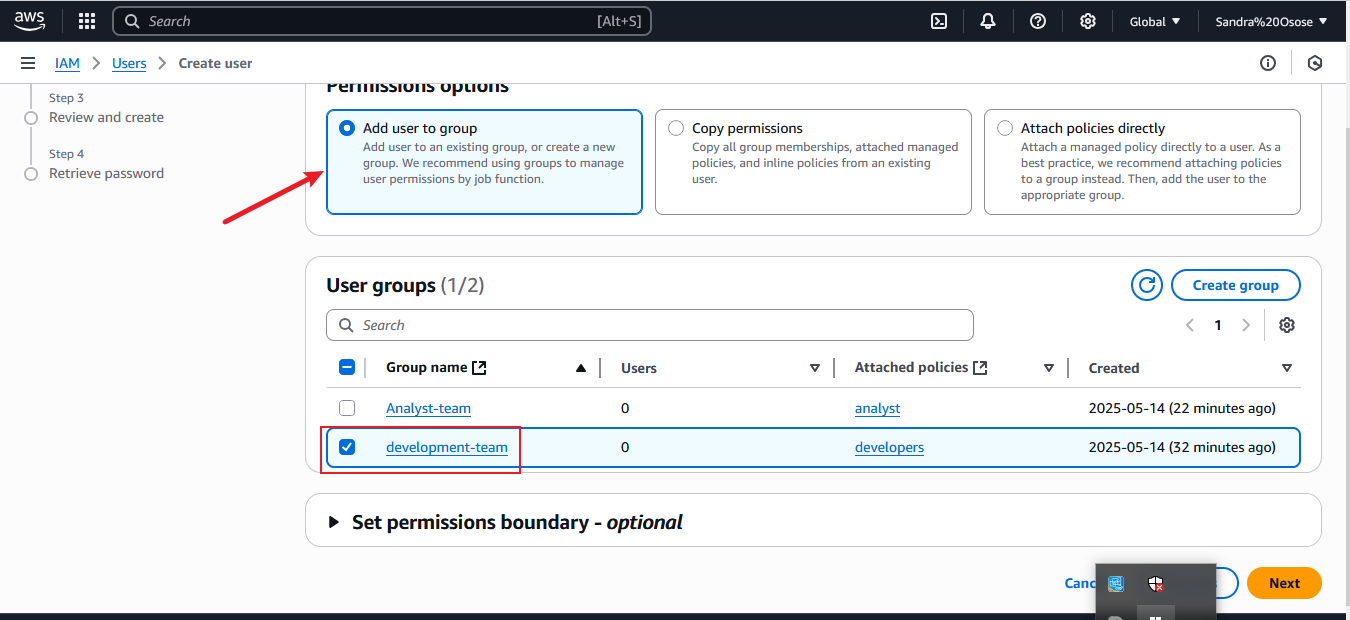 aws
Search
[Alt+S]
Global
Sandra%20Osose
IAM
Users
Create user
Step 3
Review and create
Step 4
Retrieve password
Permissions options
Add user to group
Add user to an existing group, or create a new
group. We recommend using groups to manage
user permissions by job function.
Copy permissions
Copy all group memberships, attached managed
policies, and inline policies from an existing
user.
Attach policies directly
Attach a managed policy directly to a user. As a
best practice, we recommend attaching policies
to a group instead. Then, add the user to the
appropriate group.
User groups (1/2)
Create group
Search
1
Group name
Users
Attached policies
Created
Analyst-team
0
analyst
2025-05-14 (22 minutes ago)
development-team
0
developers
2025-05-14 (32 minutes ago)
Set permissions boundary - optional
Canc
Next